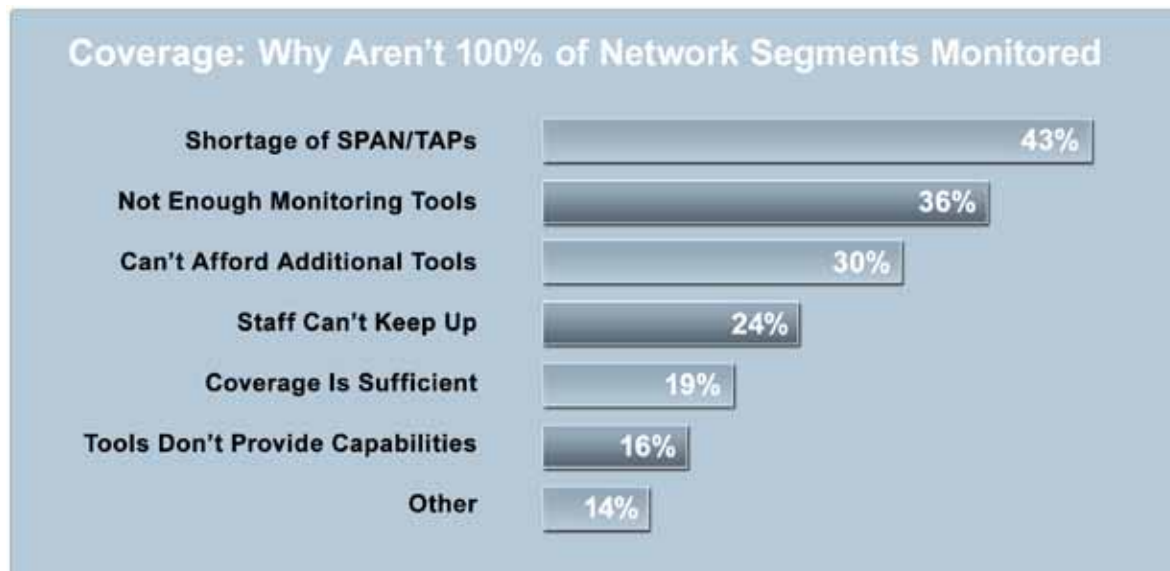 Coverage: Why Aren't 100% of Network Segments Monitored
Shortage of SPAN/TAPs 43%
Not Enough Monitoring Tools 36%
Can't Afford Additional Tools 30%
Staff Can't Keep Up 24%
Coverage Is Sufficient 19%
Tools Don't Provide Capabilities 16%
Other 14%